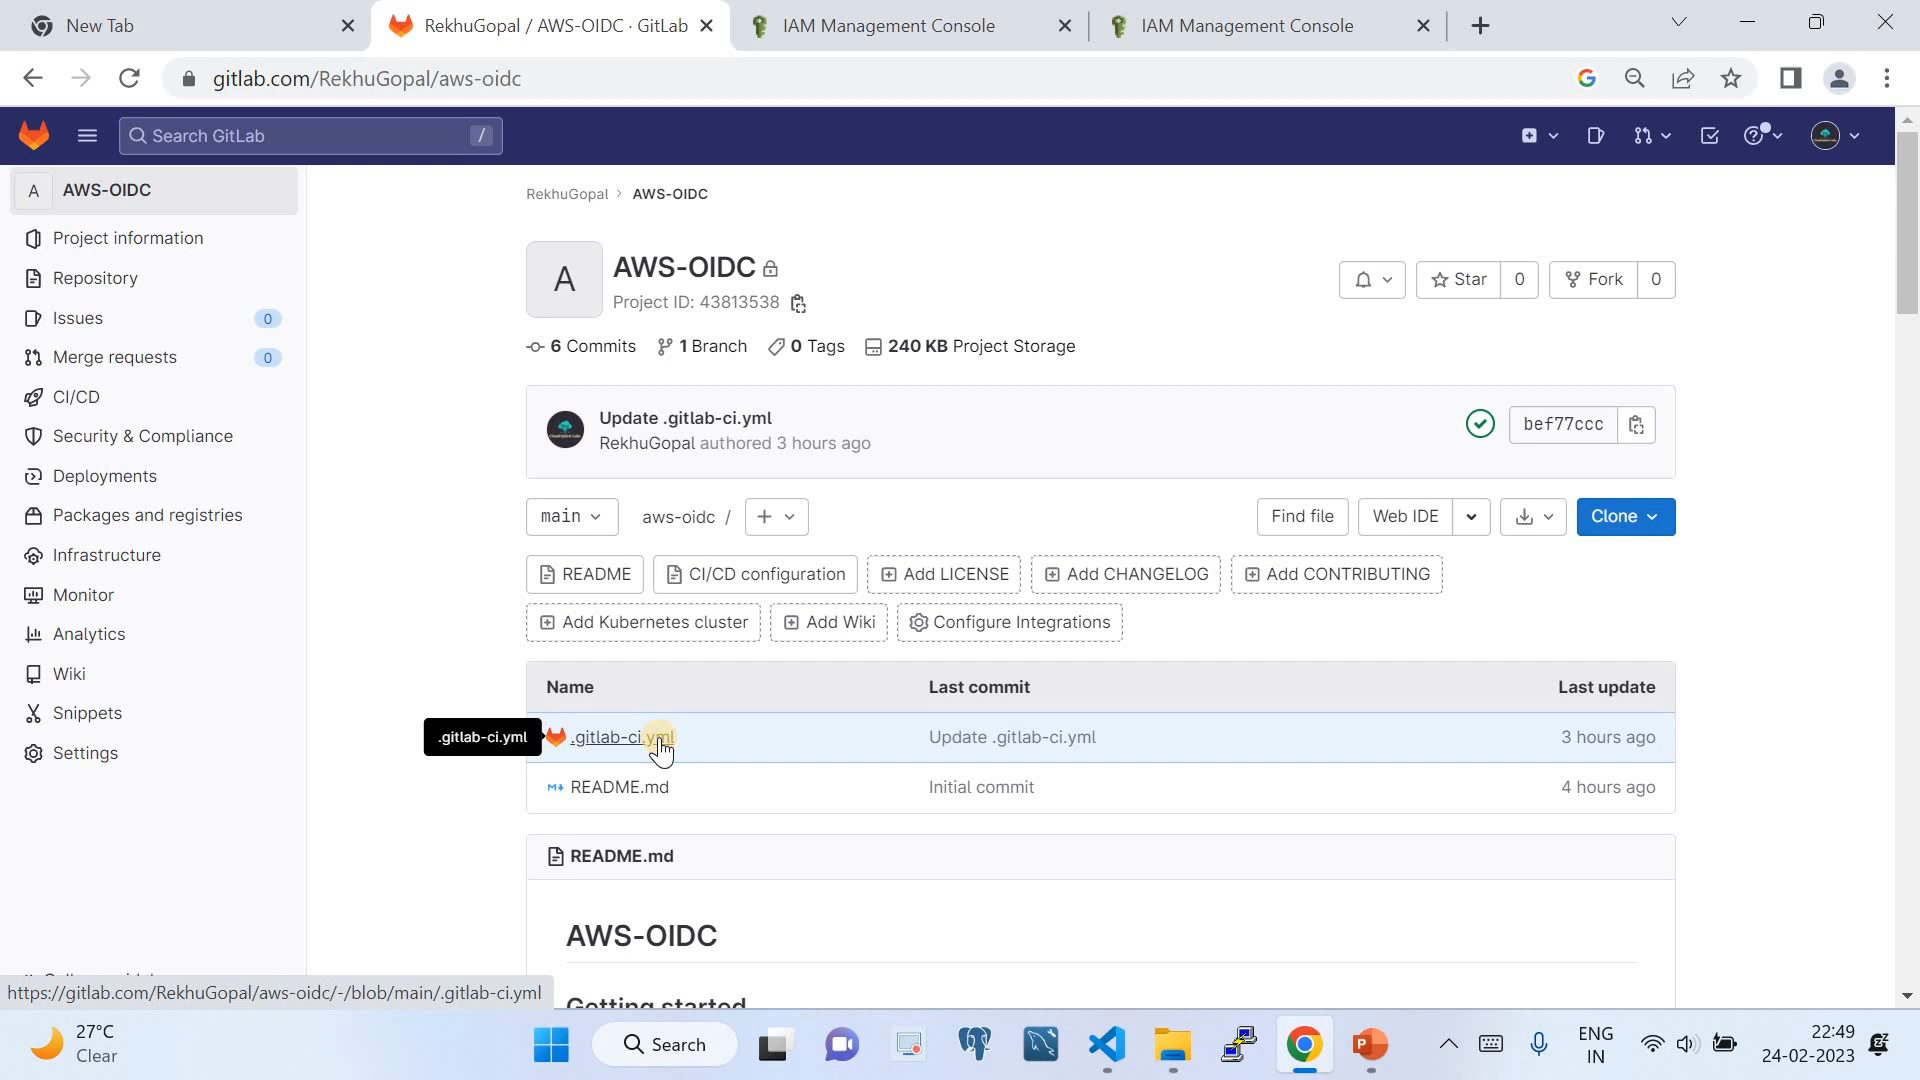 New Tab
RekhuGopal / AWS-OIDC · GitLab
IAM Management Console
IAM Management Console
gitlab.com/RekhuGopal/aws-oidc
Search GitLab /
A AWS-OIDC
Project information
Repository
Issues 0
Merge requests 0
CI/CD
Security & Compliance
Deployments
Packages and registries
Infrastructure
Monitor
Analytics
Wiki
Snippets
Settings
RekhuGopal > AWS-OIDC
A
AWS-OIDC
Project ID: 43813538
Star 0
Fork 0
6 Commits 1 Branch 0 Tags 240 KB Project Storage
Update .gitlab-ci.yml
RekhuGopal authored 3 hours ago
bef77ccc
main
aws-oidc /
Find file
Web IDE
Clone
README
CI/CD configuration
Add LICENSE
Add CHANGELOG
Add CONTRIBUTING
Add Kubernetes cluster
Add Wiki
Configure Integrations
Name Last commit Last update
.gitlab-ci.yml
.gitlab-ci.yml Update .gitlab-ci.yml 3 hours ago
README.md Initial commit 4 hours ago
README.md
AWS-OIDC
Getting started
https://gitlab.com/RekhuGopal/aws-oidc/-/blob/main/.gitlab-ci.yml
27°C
Clear
Search
ENG
IN
22:49
24-02-2023